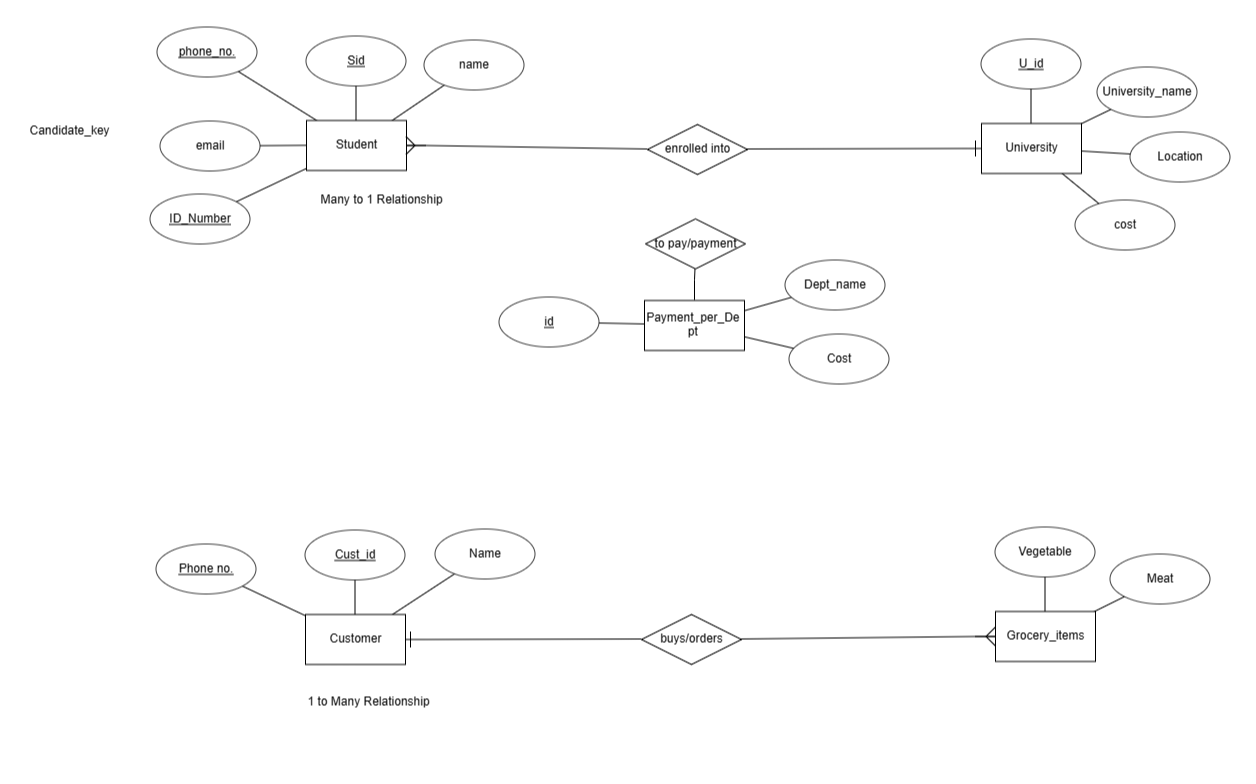 phone_no.
Sid
name
U_id
University_name
Candidate_key
email
Student
enrolled into
University
Location
ID_Number
Many to 1 Relationship
cost
to pay/payment
Dept_name
id
Payment_per_De
pt
Cost
Phone no.
Cust_id
Name
Vegetable
Meat
Customer
buys/orders
Grocery_items
1 to Many Relationship